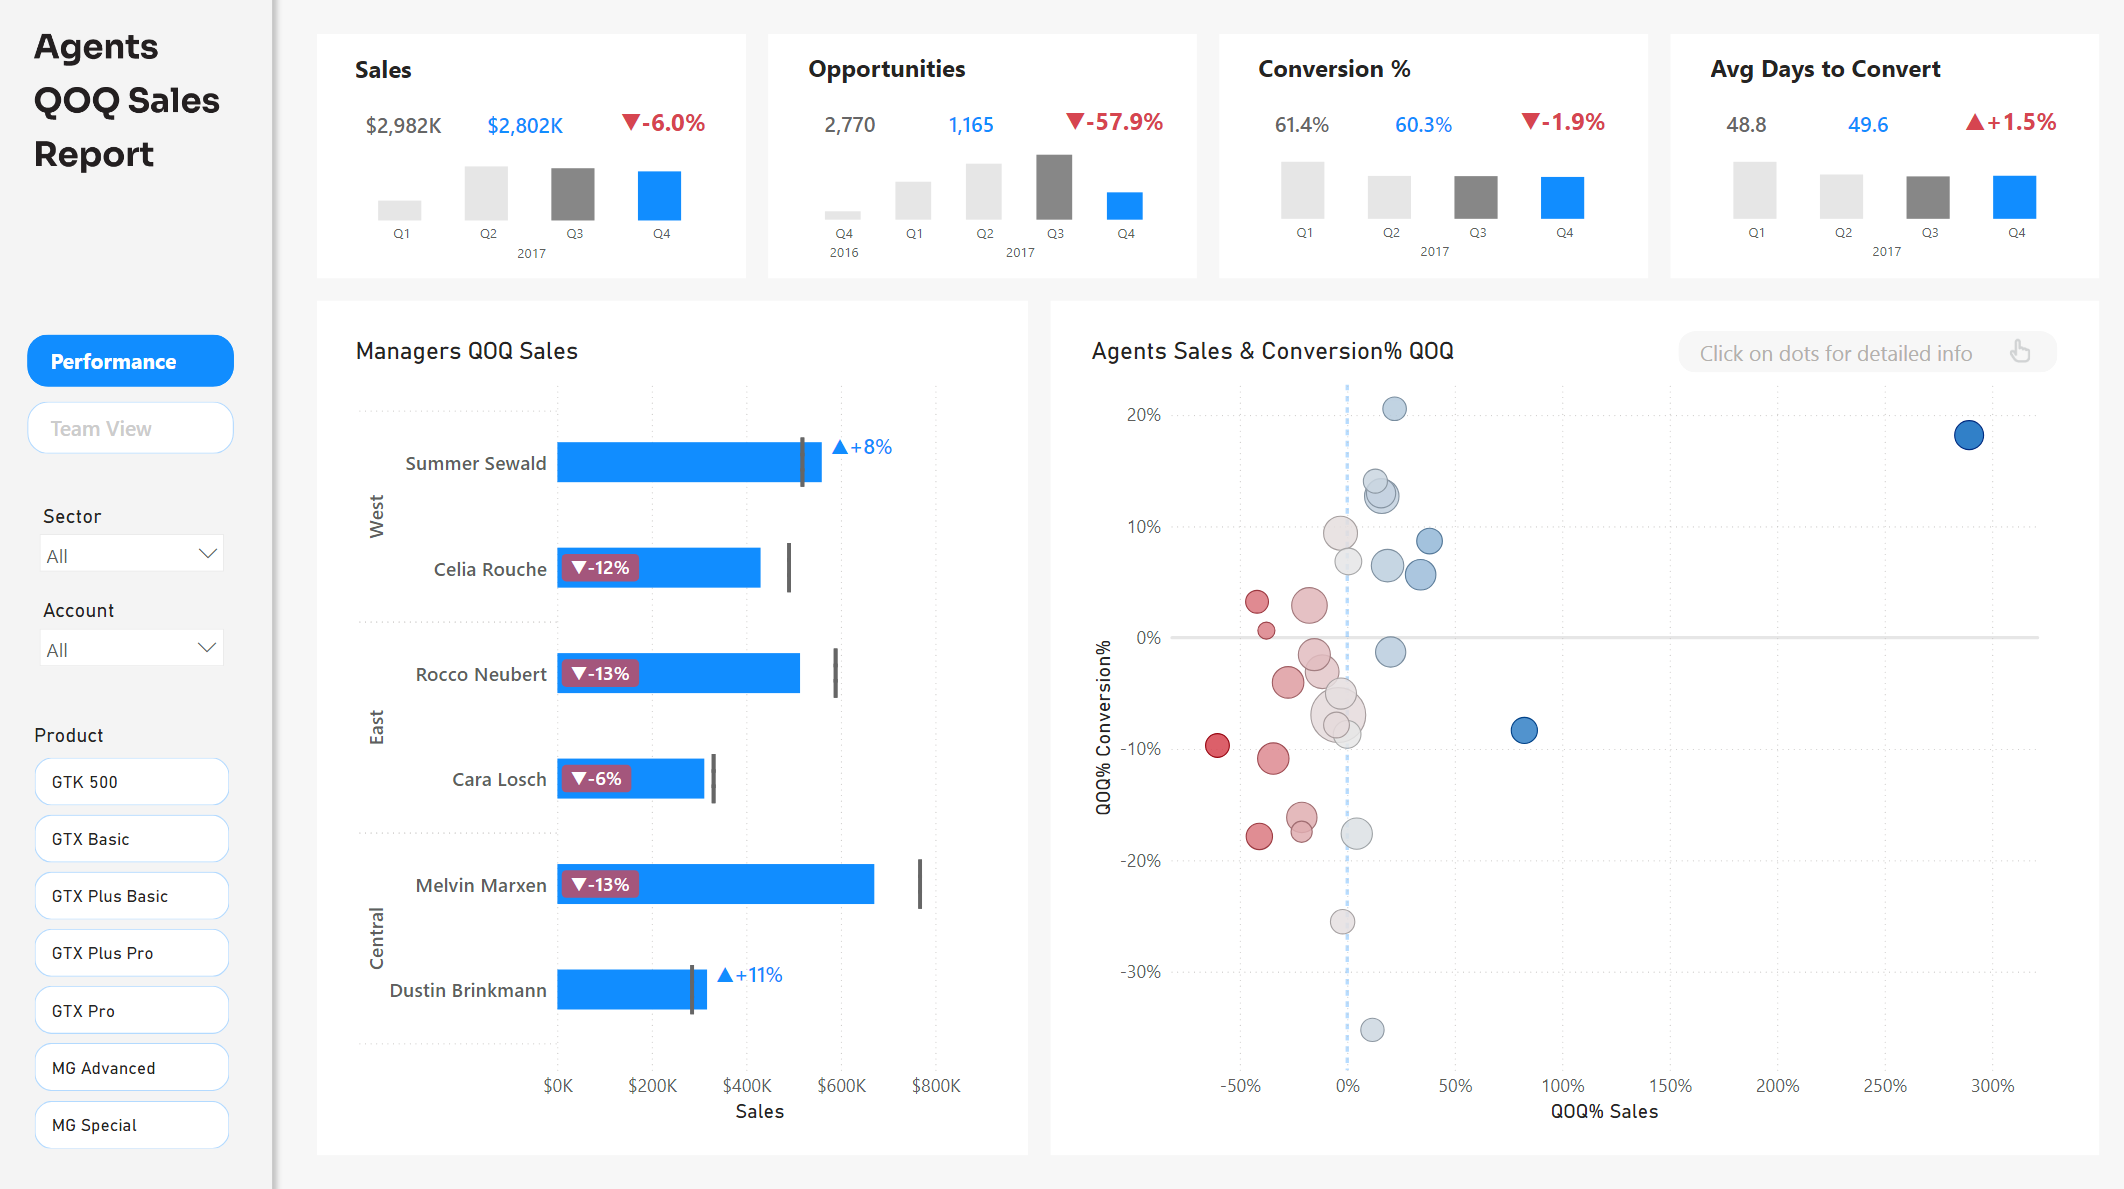 Agents
QOQ Sales
Report
Performance
Team View
Sector
All
Account
All
Product
GTK 500
GTX Basic
GTX Plus Basic
GTX Plus Pro
GTX Pro
MG Advanced
MG Special
Sales
$2,982K $2,802K ▼-6.0%
Q1 Q2 Q3 Q4
2017
Opportunities
2,770 1,165 ▼-57.9%
Q4 Q1 Q2 Q3 Q4
2016 2017
Conversion %
61.4% 60.3% ▼-1.9%
Q1 Q2 Q3 Q4
2017
Avg Days to Convert
48.8 49.6 ▲+1.5%
Q1 Q2 Q3 Q4
2017
Managers QOQ Sales
West
Summer Sewald ▲+8%
Celia Rouche ▼-12%
East
Rocco Neubert ▼-13%
Cara Losch ▼-6%
Central
Melvin Marxen ▼-13%
Dustin Brinkmann ▲+11%
$0K $200K $400K $600K $800K
Sales
Agents Sales & Conversion% QOQ
Click on dots for detailed info
QOQ% Conversion%
20%
10%
0%
-10%
-20%
-30%
-50% 0% 50% 100% 150% 200% 250% 300%
QOQ% Sales